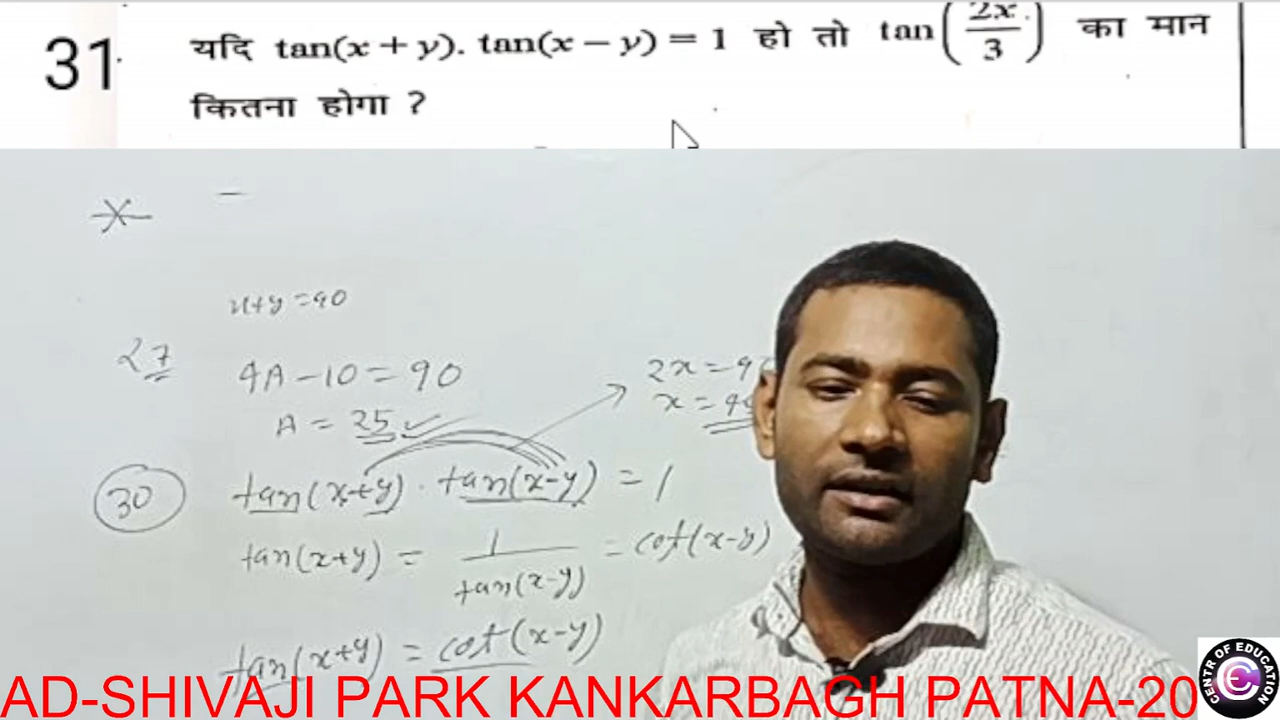 31. यदि tan(x + y). tan(x − y) = 1 हो तो tan(2x/3) का मान
कितना होगा ?
x+y=90
27
4A-10=90
A = 25 ✓
2x=9
x=4
30
tan(x+y) . tan(x-y) = 1
tan(x+y) = 1/tan(x-y) = cot(x-y)
tan(x+y) = cot(x-y)
AD-SHIVAJI PARK KANKARBAGH PATNA-20
CENTR OF EDUCATION